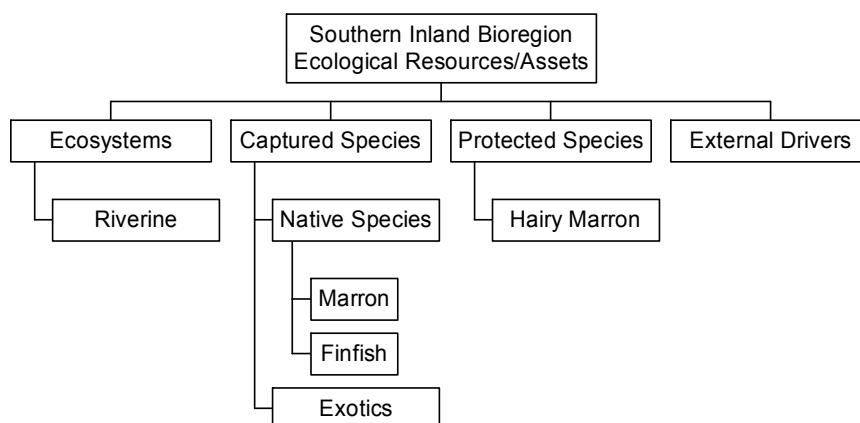 Southern Inland Bioregion
Ecological Resources/Assets
Ecosystems
Captured Species
Protected Species
External Drivers
Riverine
Native Species
Hairy Marron
Marron
Finfish
Exotics